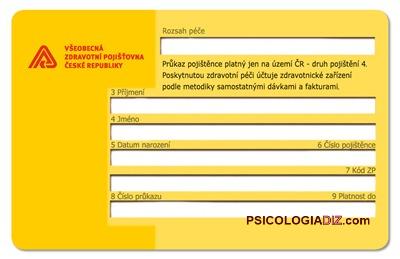 Rozsah péče
VŠEOBECNÁ
ZDRAVOTNÍ POJIŠŤOVNA
ČESKÉ REPUBLIKY
Průkaz pojištěnce platný jen na území ČR - druh pojištění 4.
Poskytnutou zdravotní péči účtuje zdravotnické zařízení
podle metodiky samostatnými dávkami a fakturami.
3 Příjmení
4 Jméno
5 Datum narození 6 Číslo pojištěnce
7 Kód ZP
8 Číslo průkazu 9 Platnost do
PSICOLOGIADIZ.COM